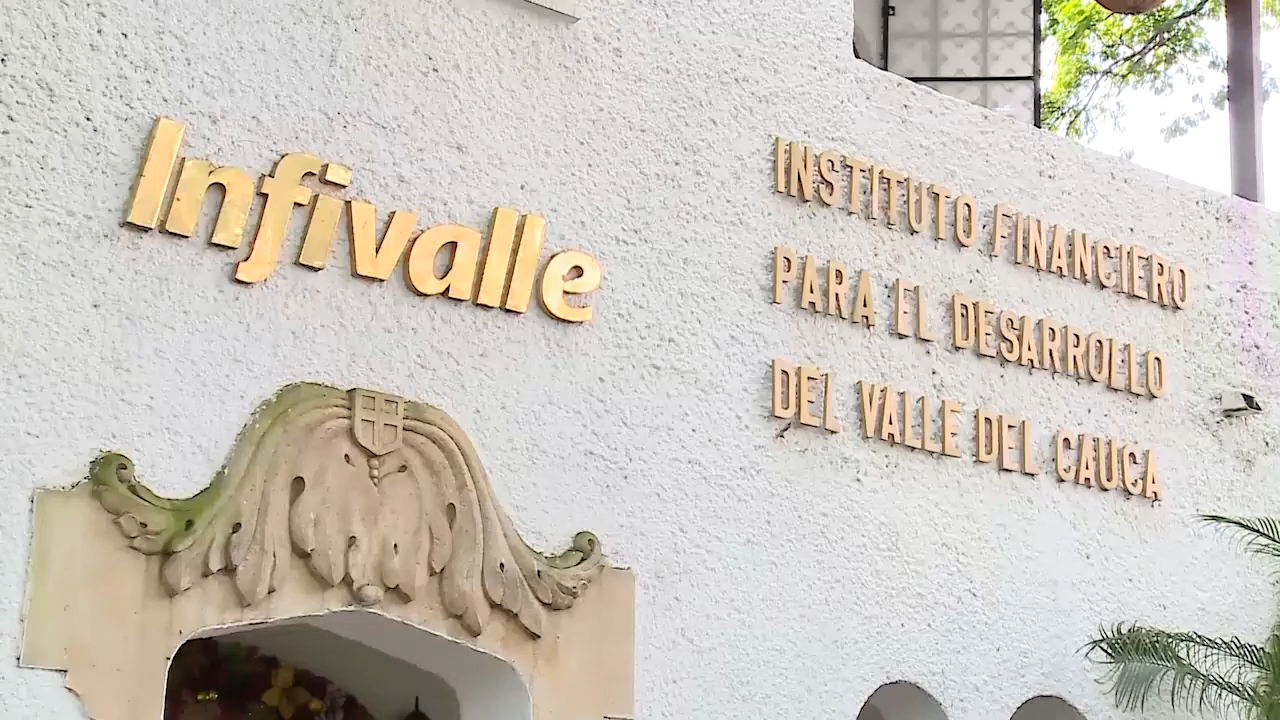 Infivalle
INSTITUTO FINANCIERO
PARA EL DESARROLLO
DEL VALLE DEL CAUCA